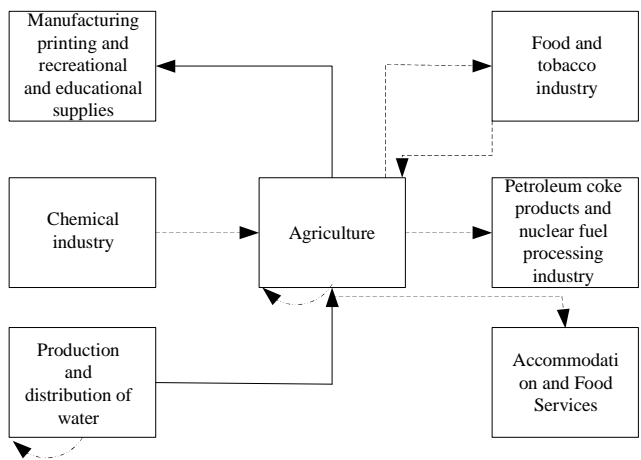 Manufacturing
printing and
recreational
and educational
supplies
Food and
tobacco
industry
Chemical
industry
Agriculture
Petroleum coke
products and
nuclear fuel
processing
industry
Production
and
distribution of
water
Accommodati
on and Food
Services